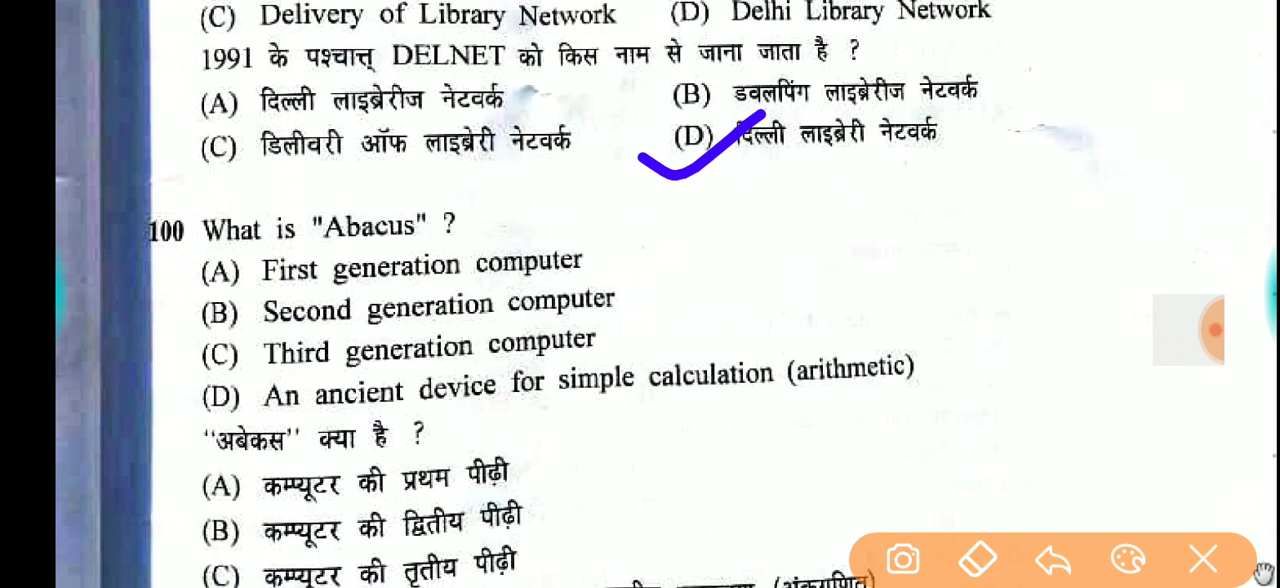 (C) Delivery of Library Network (D) Delhi Library Network
1991 के पश्चात् DELNET को किस नाम से जाना जाता है ?
(A) दिल्ली लाइब्रेरीज नेटवर्क (B) डवलपिंग लाइब्रेरीज नेटवर्क
(C) डिलीवरी ऑफ लाइब्रेरी नेटवर्क (D) दिल्ली लाइब्रेरी नेटवर्क
100 What is "Abacus" ?
(A) First generation computer
(B) Second generation computer
(C) Third generation computer
(D) An ancient device for simple calculation (arithmetic)
"अबेकस" क्या है ?
(A) कम्प्यूटर की प्रथम पीढ़ी
(B) कम्प्यूटर की द्वितीय पीढ़ी
(C) कम्प्यूटर की तृतीय पीढ़ी
(अंकगणित)